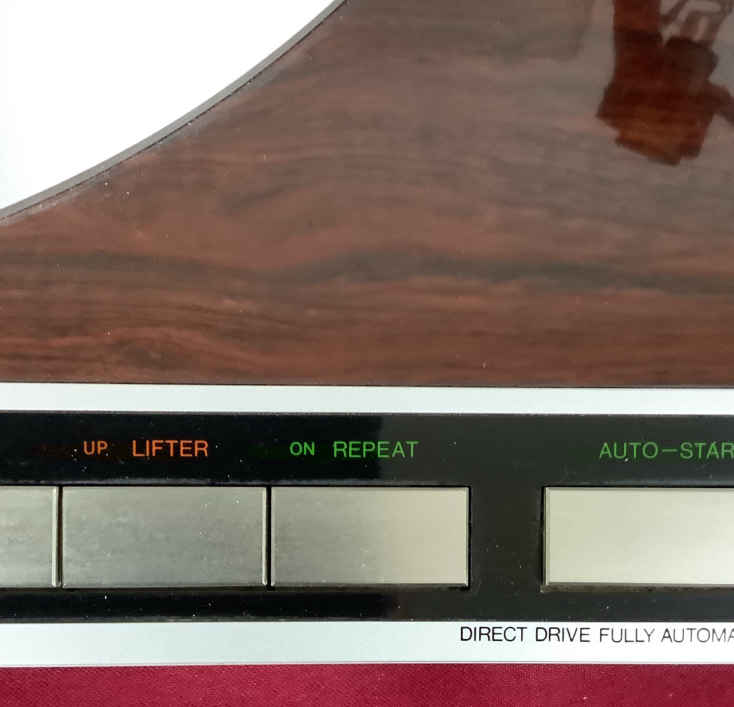 UP LIFTER ON REPEAT AUTO-STAR
DIRECT DRIVE FULLY AUTOMA